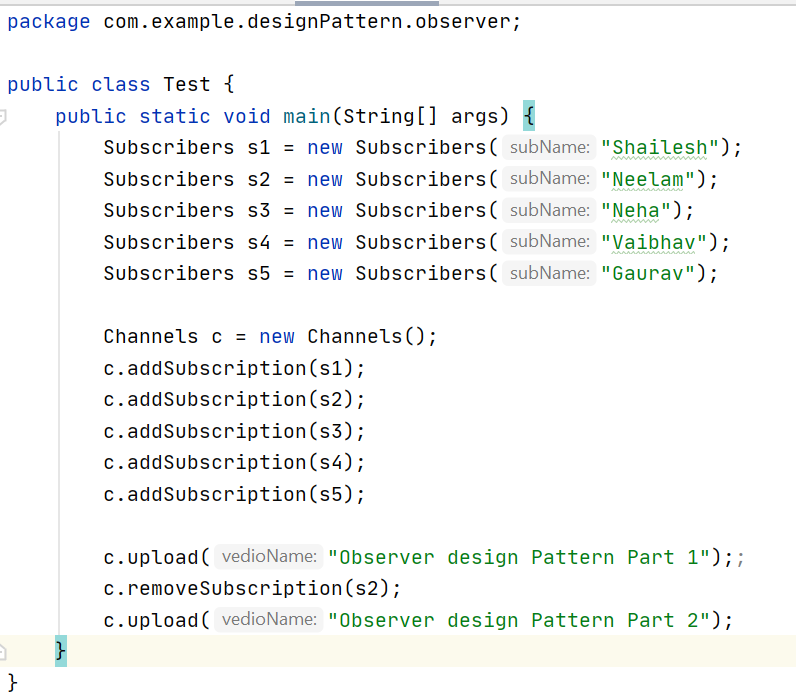 package com.example.designPattern.observer;
public class Test {
public static void main(String[] args) {
Subscribers s1 = new Subscribers( subName: "Shailesh");
Subscribers s2 = new Subscribers( subName: "Neelam");
Subscribers s3 = new Subscribers( subName: "Neha");
Subscribers s4 = new Subscribers( subName: "Vaibhav");
Subscribers s5 = new Subscribers( subName: "Gaurav");
Channels c = new Channels();
c.addSubscription(s1);
c.addSubscription(s2);
c.addSubscription(s3);
c.addSubscription(s4);
c.addSubscription(s5);
c.upload( vedioName: "Observer design Pattern Part 1");;
c.removeSubscription(s2);
c.upload( vedioName: "Observer design Pattern Part 2");
}
}